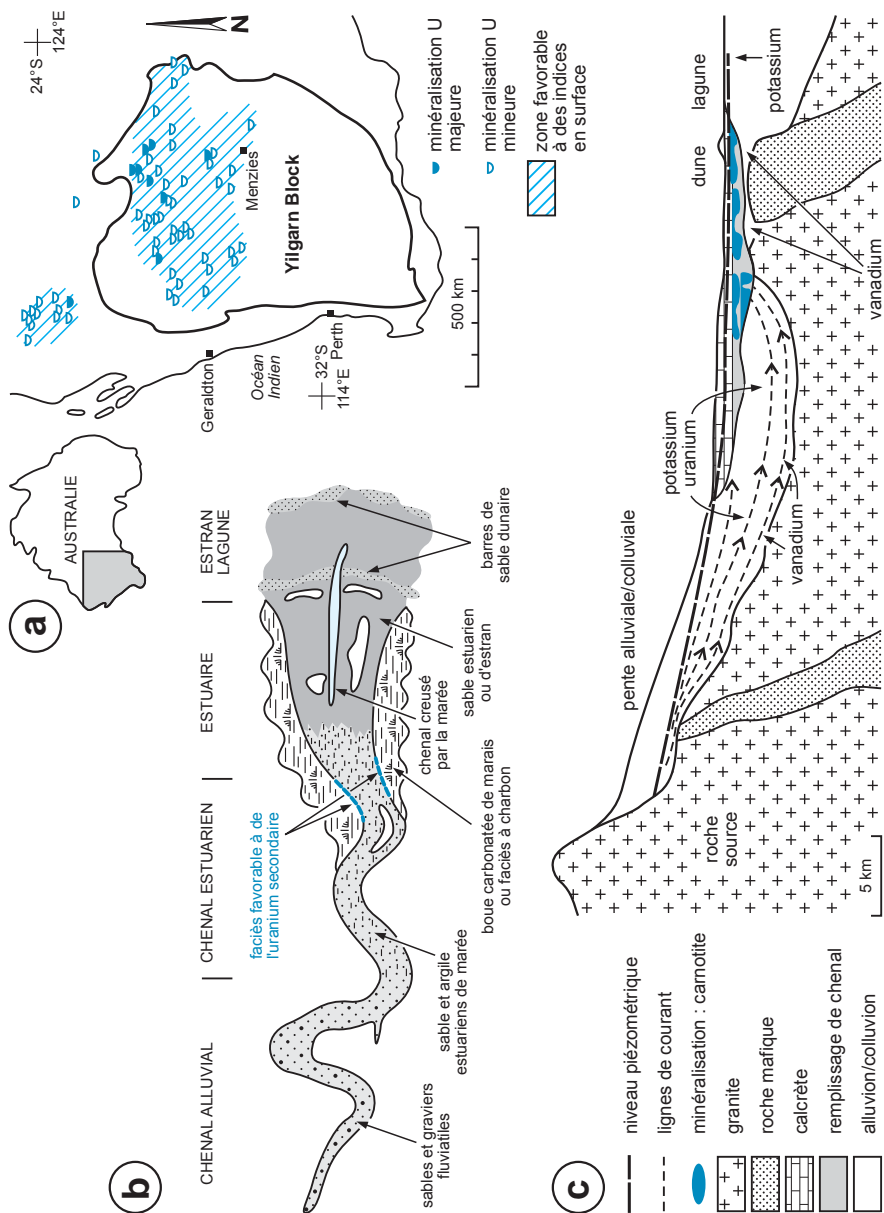 a
AUSTRALIE
24°S
124°E
N
Menzies
Yilgarn Block
Geraldton
Océan
Indien
32°S
114°E
Perth
500 km
minéralisation U
majeure
minéralisation U
mineure
zone favorable
à des indices
en surface
b
CHENAL ALLUVIAL
CHENAL ESTUARIEN
ESTUAIRE
ESTRAN
LAGUNE
faciès favorable à de
l'uranium secondaire
sables et graviers
fluviatiles
sable et argile
estuariens de marée
boue carbonatée de marais
ou faciès à charbon
chenal creusé
par la marée
sable estuarien
ou d'estran
barres de
sable dunaire
c
niveau piézométrique
lignes de courant
minéralisation : carnotite
granite
roche mafique
calcrète
remplissage de chenal
alluvion/colluvion
5 km
roche
source
pente alluviale/colluviale
potassium
uranium
vanadium
dune
lagune
potassium
vanadium